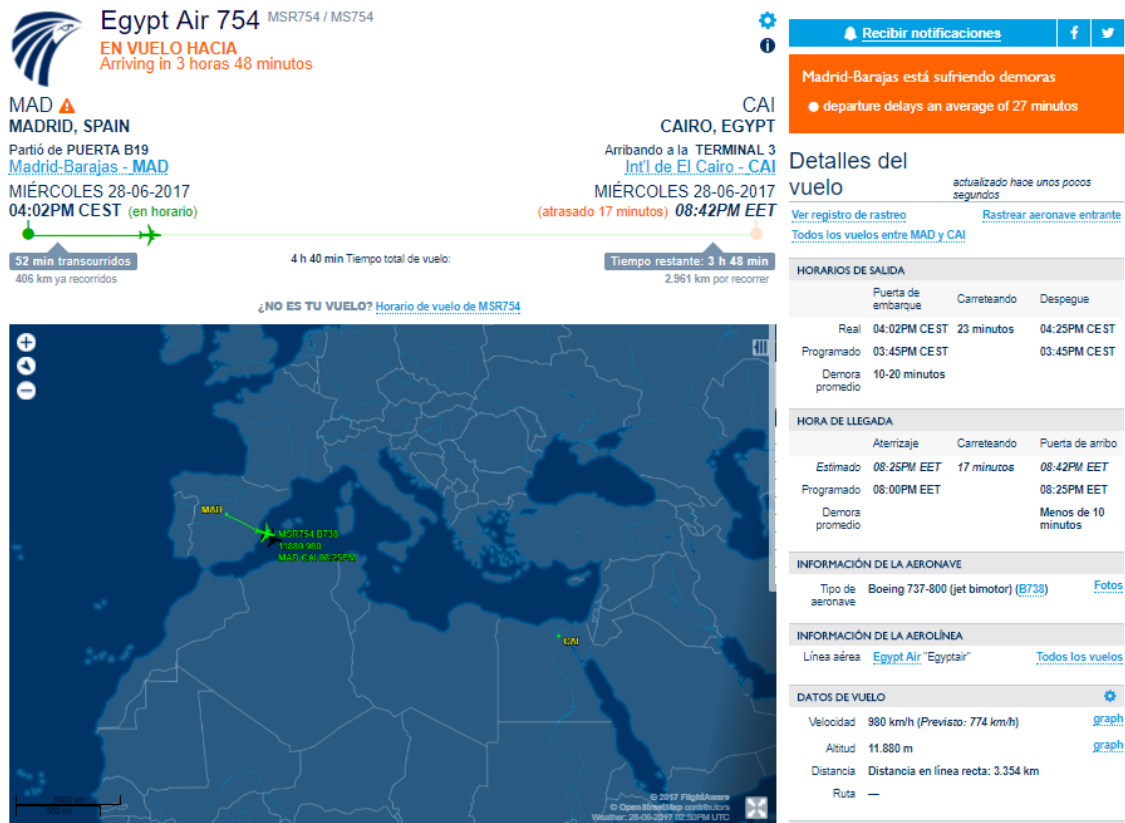 Egypt Air 754 MSR754 / MS754
EN VUELO HACIA
Arriving in 3 horas 48 minutos
MAD
MADRID, SPAIN
Partió de PUERTA B19
Madrid-Barajas - MAD
MIÉRCOLES 28-06-2017
04:02PM CEST (en horario)
CAI
CAIRO, EGYPT
Arribando a la TERMINAL 3
Int'l de El Cairo - CAI
MIÉRCOLES 28-06-2017
(atrasado 17 minutos) 08:42PM EET
52 min transcurridos
406 km ya recorridos
4 h 40 min Tiempo total de vuelo:
Tiempo restante: 3 h 48 min
2.961 km por recorrer
¿NO ES TU VUELO? Horario de vuelo de MSR754
MAD
MSR754 B738
11880 980
MAD CAI 08:25PM
CAI
1000 km
500 mi
© 2017 FlightAware
© OpenStreetMap contributors
Weather: 28-06-2017 02:50PM UTC
Recibir notificaciones
Madrid-Barajas está sufriendo demoras
departure delays an average of 27 minutos
Detalles del
vuelo
actualizado hace unos pocos
segundos
Ver registro de rastreo Rastrear aeronave entrante
Todos los vuelos entre MAD y CAI
HORARIOS DE SALIDA
Puerta de
embarque Carreteando Despegue
Real 04:02PM CEST 23 minutos 04:25PM CEST
Programado 03:45PM CEST 03:45PM CEST
Demora
promedio 10-20 minutos
HORA DE LLEGADA
Aterrizaje Carreteando Puerta de arribo
Estimado 08:25PM EET 17 minutos 08:42PM EET
Programado 08:00PM EET 08:25PM EET
Demora
promedio Menos de 10
minutos
INFORMACIÓN DE LA AERONAVE
Tipo de
aeronave Boeing 737-800 (jet bimotor) (B738) Fotos
INFORMACIÓN DE LA AEROLÍNEA
Línea aérea Egypt Air "Egyptair" Todos los vuelos
DATOS DE VUELO
Velocidad 980 km/h (Previsto: 774 km/h) graph
Altitud 11.880 m graph
Distancia Distancia en línea recta: 3.354 km
Ruta —